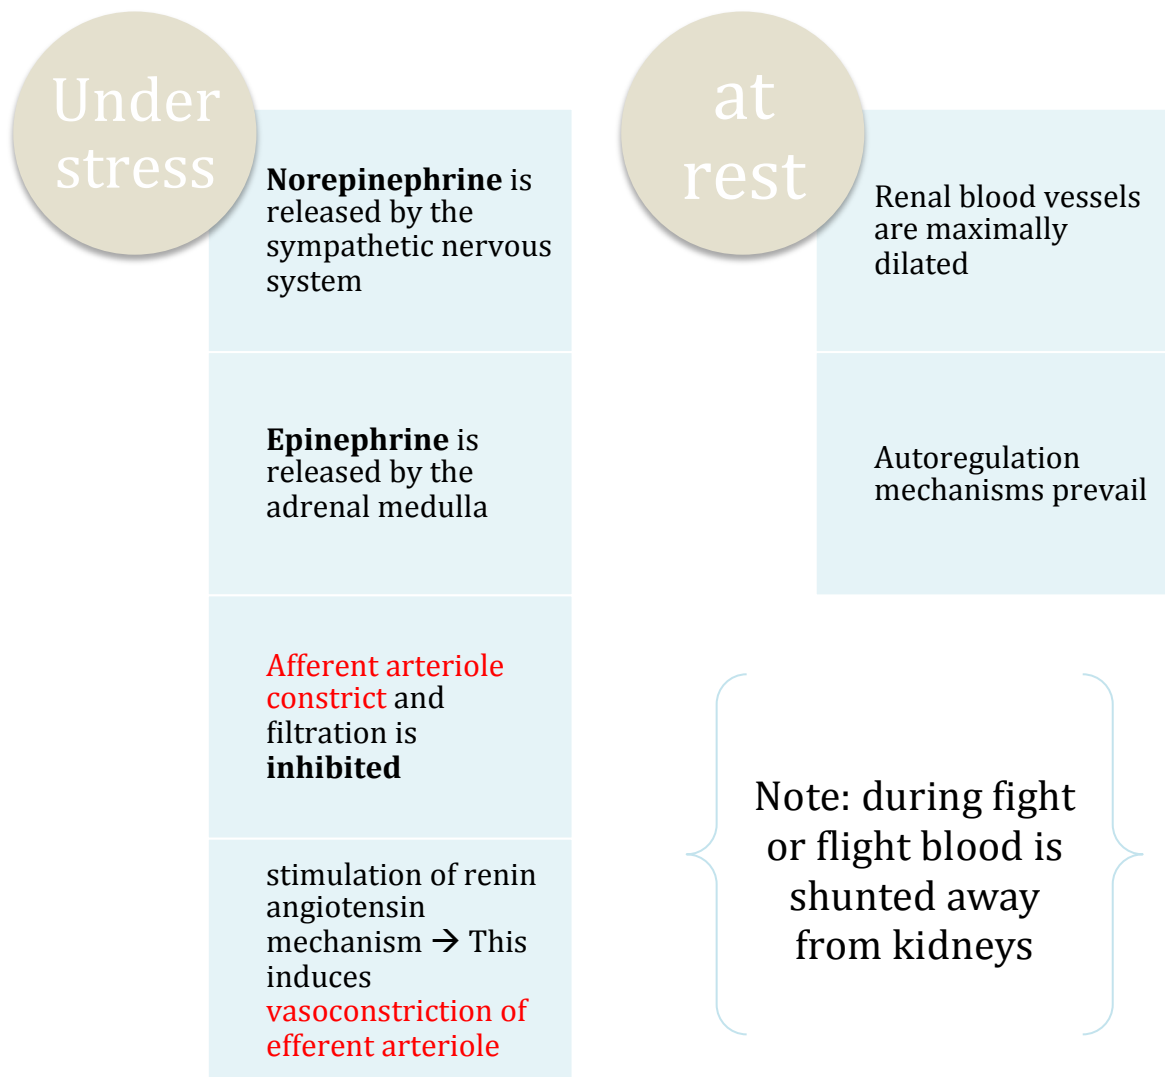 Under
stress
Norepinephrine is
released by the
sympathetic nervous
system
Epinephrine is
released by the
adrenal medulla
Afferent arteriole
constrict and
filtration is
inhibited
stimulation of renin
angiotensin
mechanism → This
induces
vasoconstriction of
efferent arteriole
at
rest
Renal blood vessels
are maximally
dilated
Autoregulation
mechanisms prevail
Note: during fight
or flight blood is
shunted away
from kidneys